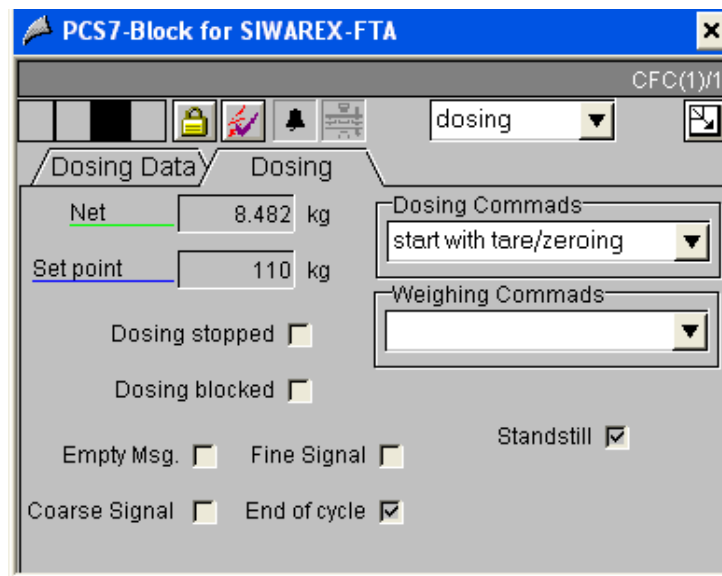 PCS7-Block for SIWAREX-FTA
CFC(1)/1
dosing
Dosing Data Dosing
Net 8.482 kg
Dosing Commads
start with tare/zeroing
Set point 110 kg
Weighing Commads
Dosing stopped
Dosing blocked
Standstill
Empty Msg. Fine Signal
Coarse Signal End of cycle